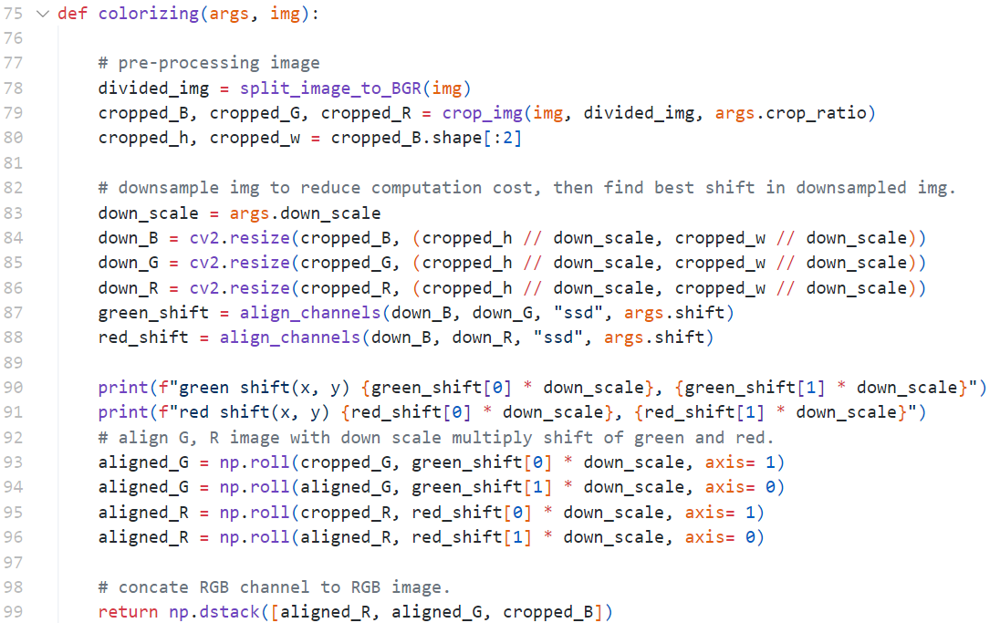 75 def colorizing(args, img):
76
77     # pre-processing image
78     divided_img = split_image_to_BGR(img)
79     cropped_B, cropped_G, cropped_R = crop_img(img, divided_img, args.crop_ratio)
80     cropped_h, cropped_w = cropped_B.shape[:2]
81
82     # downsample img to reduce computation cost, then find best shift in downsampled img.
83     down_scale = args.down_scale
84     down_B = cv2.resize(cropped_B, (cropped_h // down_scale, cropped_w // down_scale))
85     down_G = cv2.resize(cropped_G, (cropped_h // down_scale, cropped_w // down_scale))
86     down_R = cv2.resize(cropped_R, (cropped_h // down_scale, cropped_w // down_scale))
87     green_shift = align_channels(down_B, down_G, "ssd", args.shift)
88     red_shift = align_channels(down_B, down_R, "ssd", args.shift)
89
90     print(f"green shift(x, y) {green_shift[0] * down_scale}, {green_shift[1] * down_scale}")
91     print(f"red shift(x, y) {red_shift[0] * down_scale}, {red_shift[1] * down_scale}")
92     # align G, R image with down scale multiply shift of green and red.
93     aligned_G = np.roll(cropped_G, green_shift[0] * down_scale, axis= 1)
94     aligned_G = np.roll(aligned_G, green_shift[1] * down_scale, axis= 0)
95     aligned_R = np.roll(cropped_R, red_shift[0] * down_scale, axis= 1)
96     aligned_R = np.roll(aligned_R, red_shift[1] * down_scale, axis= 0)
97
98     # concate RGB channel to RGB image.
99     return np.dstack([aligned_R, aligned_G, cropped_B])